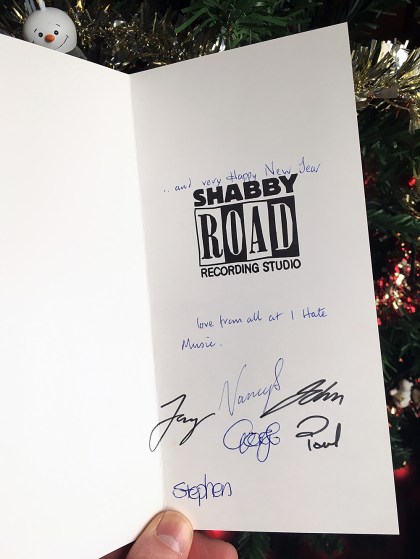 ..and very Happy New Year
SHABBY
ROAD
RECORDING STUDIO
love from all at I Hate
Music.
Nancy John
George Paul
Stephen